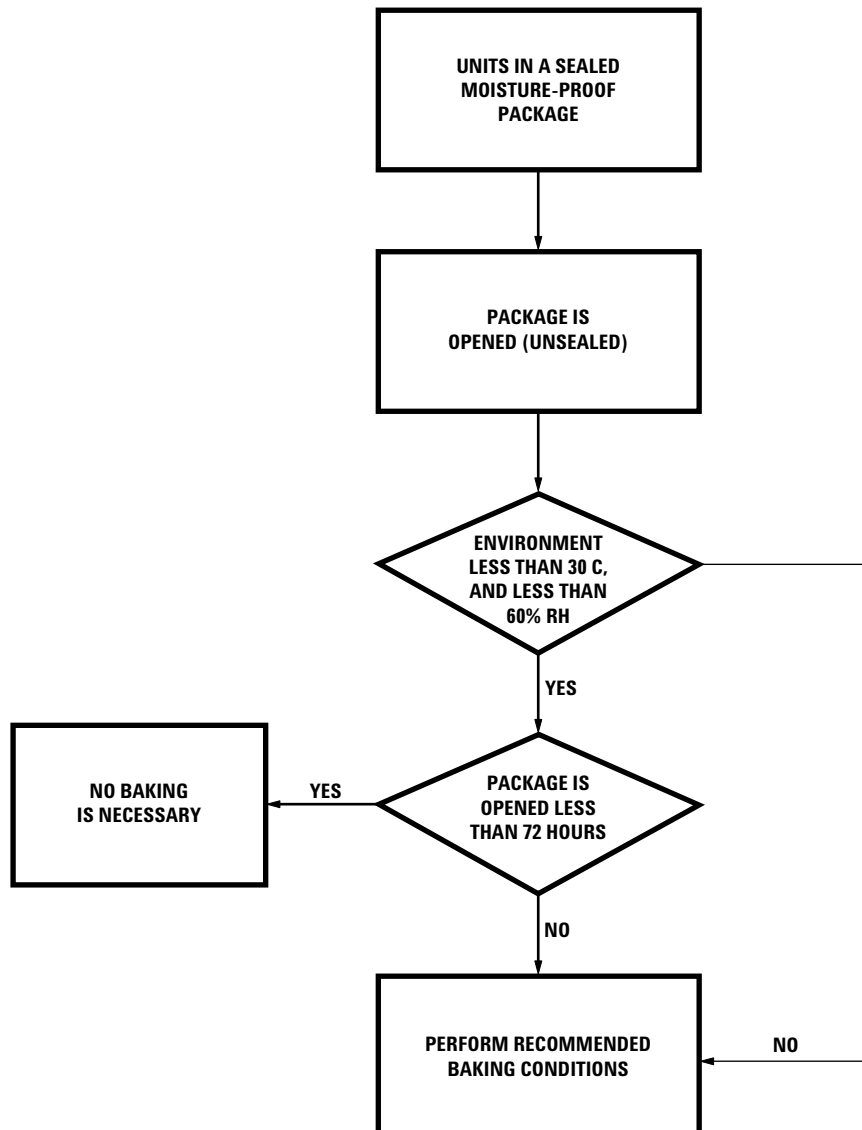 UNITS IN A SEALED
MOISTURE-PROOF
PACKAGE
PACKAGE IS
OPENED (UNSEALED)
ENVIRONMENT
LESS THAN 30 C,
AND LESS THAN
60% RH
YES
NO BAKING
IS NECESSARY
YES
PACKAGE IS
OPENED LESS
THAN 72 HOURS
NO
PERFORM RECOMMENDED
BAKING CONDITIONS
NO